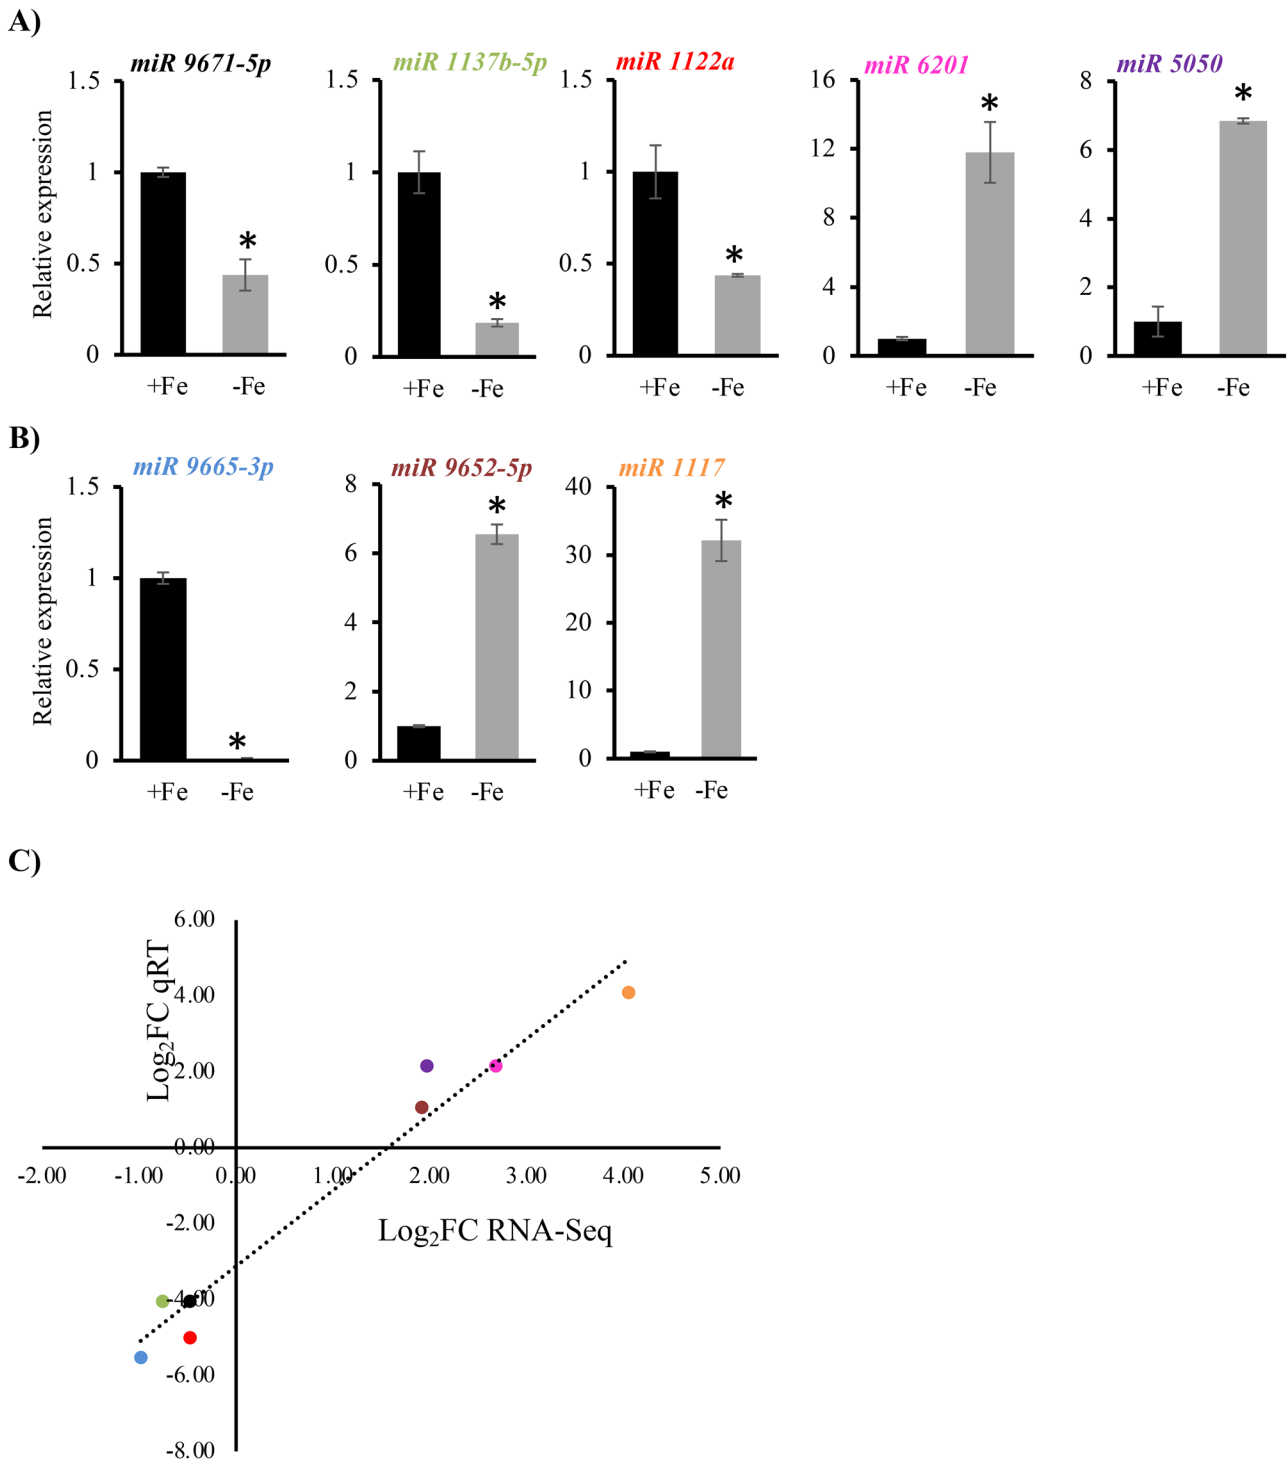 A)
miR 9671-5p
miR 1137b-5p
miR 1122a
miR 6201
miR 5050
Relative expression
1.5
1
0.5
0
*
+Fe
-Fe
1.5
1
0.5
0
*
+Fe
-Fe
1.5
1
0.5
0
*
+Fe
-Fe
16
12
8
4
0
*
+Fe
-Fe
8
6
4
2
0
*
+Fe
-Fe
B)
miR 9665-3p
miR 9652-5p
miR 1117
Relative expression
1.5
1
0.5
0
*
+Fe
-Fe
8
6
4
2
0
*
+Fe
-Fe
40
30
20
10
0
*
+Fe
-Fe
C)
Log₂FC qRT
6.00
4.00
2.00
0.00
-2.00
-4.00
-6.00
-8.00
-2.00
-1.00
0.00
1.00
2.00
3.00
4.00
5.00
Log₂FC RNA-Seq